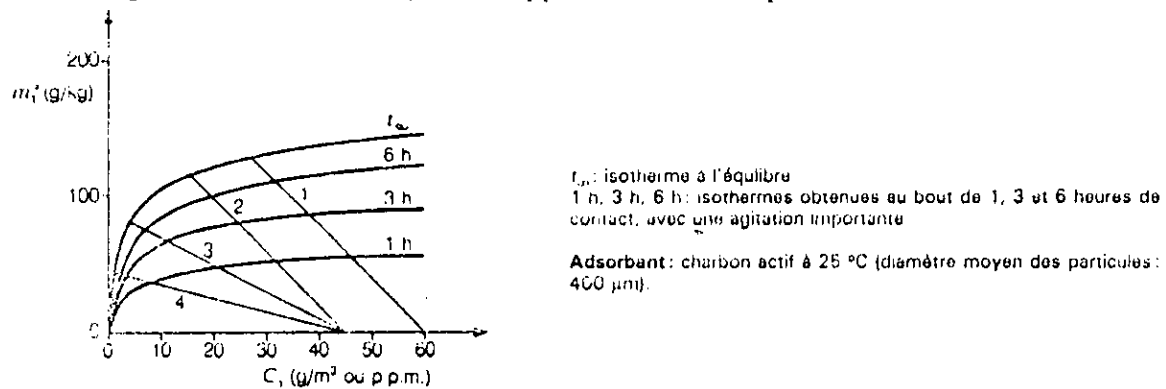 200
m₁ᵃ (g/kg)
t∞
6 h
1
3 h
100
2
3
1 h
4
0
0 10 20 30 40 50 60
C₁ (g/m³ ou p.p.m.)
t∞ : isotherme à l'équlibre
1 h, 3 h, 6 h : isothermes obtenues au bout de 1, 3 et 6 heures de
contact, avec une agitation importante
Adsorbant : charbon actif à 25 °C (diamètre moyen des particules :
400 µm).